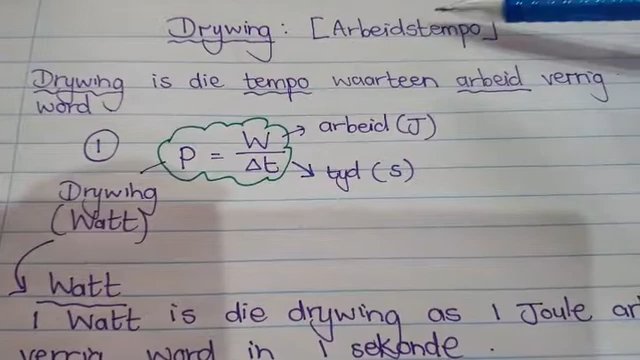 Drywing: [Arbeidstempo]
Drywing is die tempo waarteen arbeid verrig
word
1 P = W/Δt arbeid (J)
tyd (s)
Drywing
(Watt)
Watt
1 Watt is die drywing as 1 Joule
verrin word in 1 sekonde.